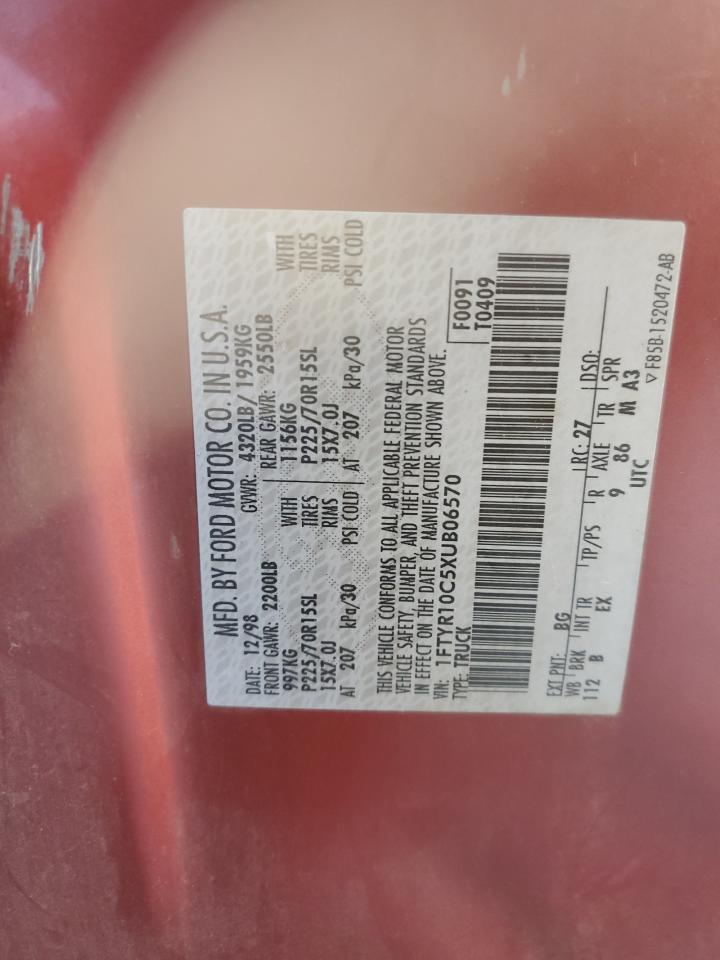 MFD. BY FORD MOTOR CO. IN U.S.A.
DATE: 12/98 GVWR: 4320LB/ 1959KG
FRONT GAWR: 2200LB REAR GAWR: 2550LB
997KG WITH 1156KG WITH
P225/70R15SL TIRES P225/70R15SL TIRES
15X7.0J RIMS 15X7.0J RIMS
AT 207 kPa/30 PSI COLD AT 207 kPa/30 PSI COLD
THIS VEHICLE CONFORMS TO ALL APPLICABLE FEDERAL MOTOR
VEHICLE SAFETY, BUMPER, AND THEFT PREVENTION STANDARDS
IN EFFECT ON THE DATE OF MANUFACTURE SHOWN ABOVE.
VIN: 1FTYR10C5XUB06570 F0091
TYPE: TRUCK T0409
EXT PNT: BG RC: 27 DSO:
WB BRK INT TR TP/PS R AXLE TR SPR
112 B EX 9 86 M A3
UTC
▽ F85B-1520472-AB